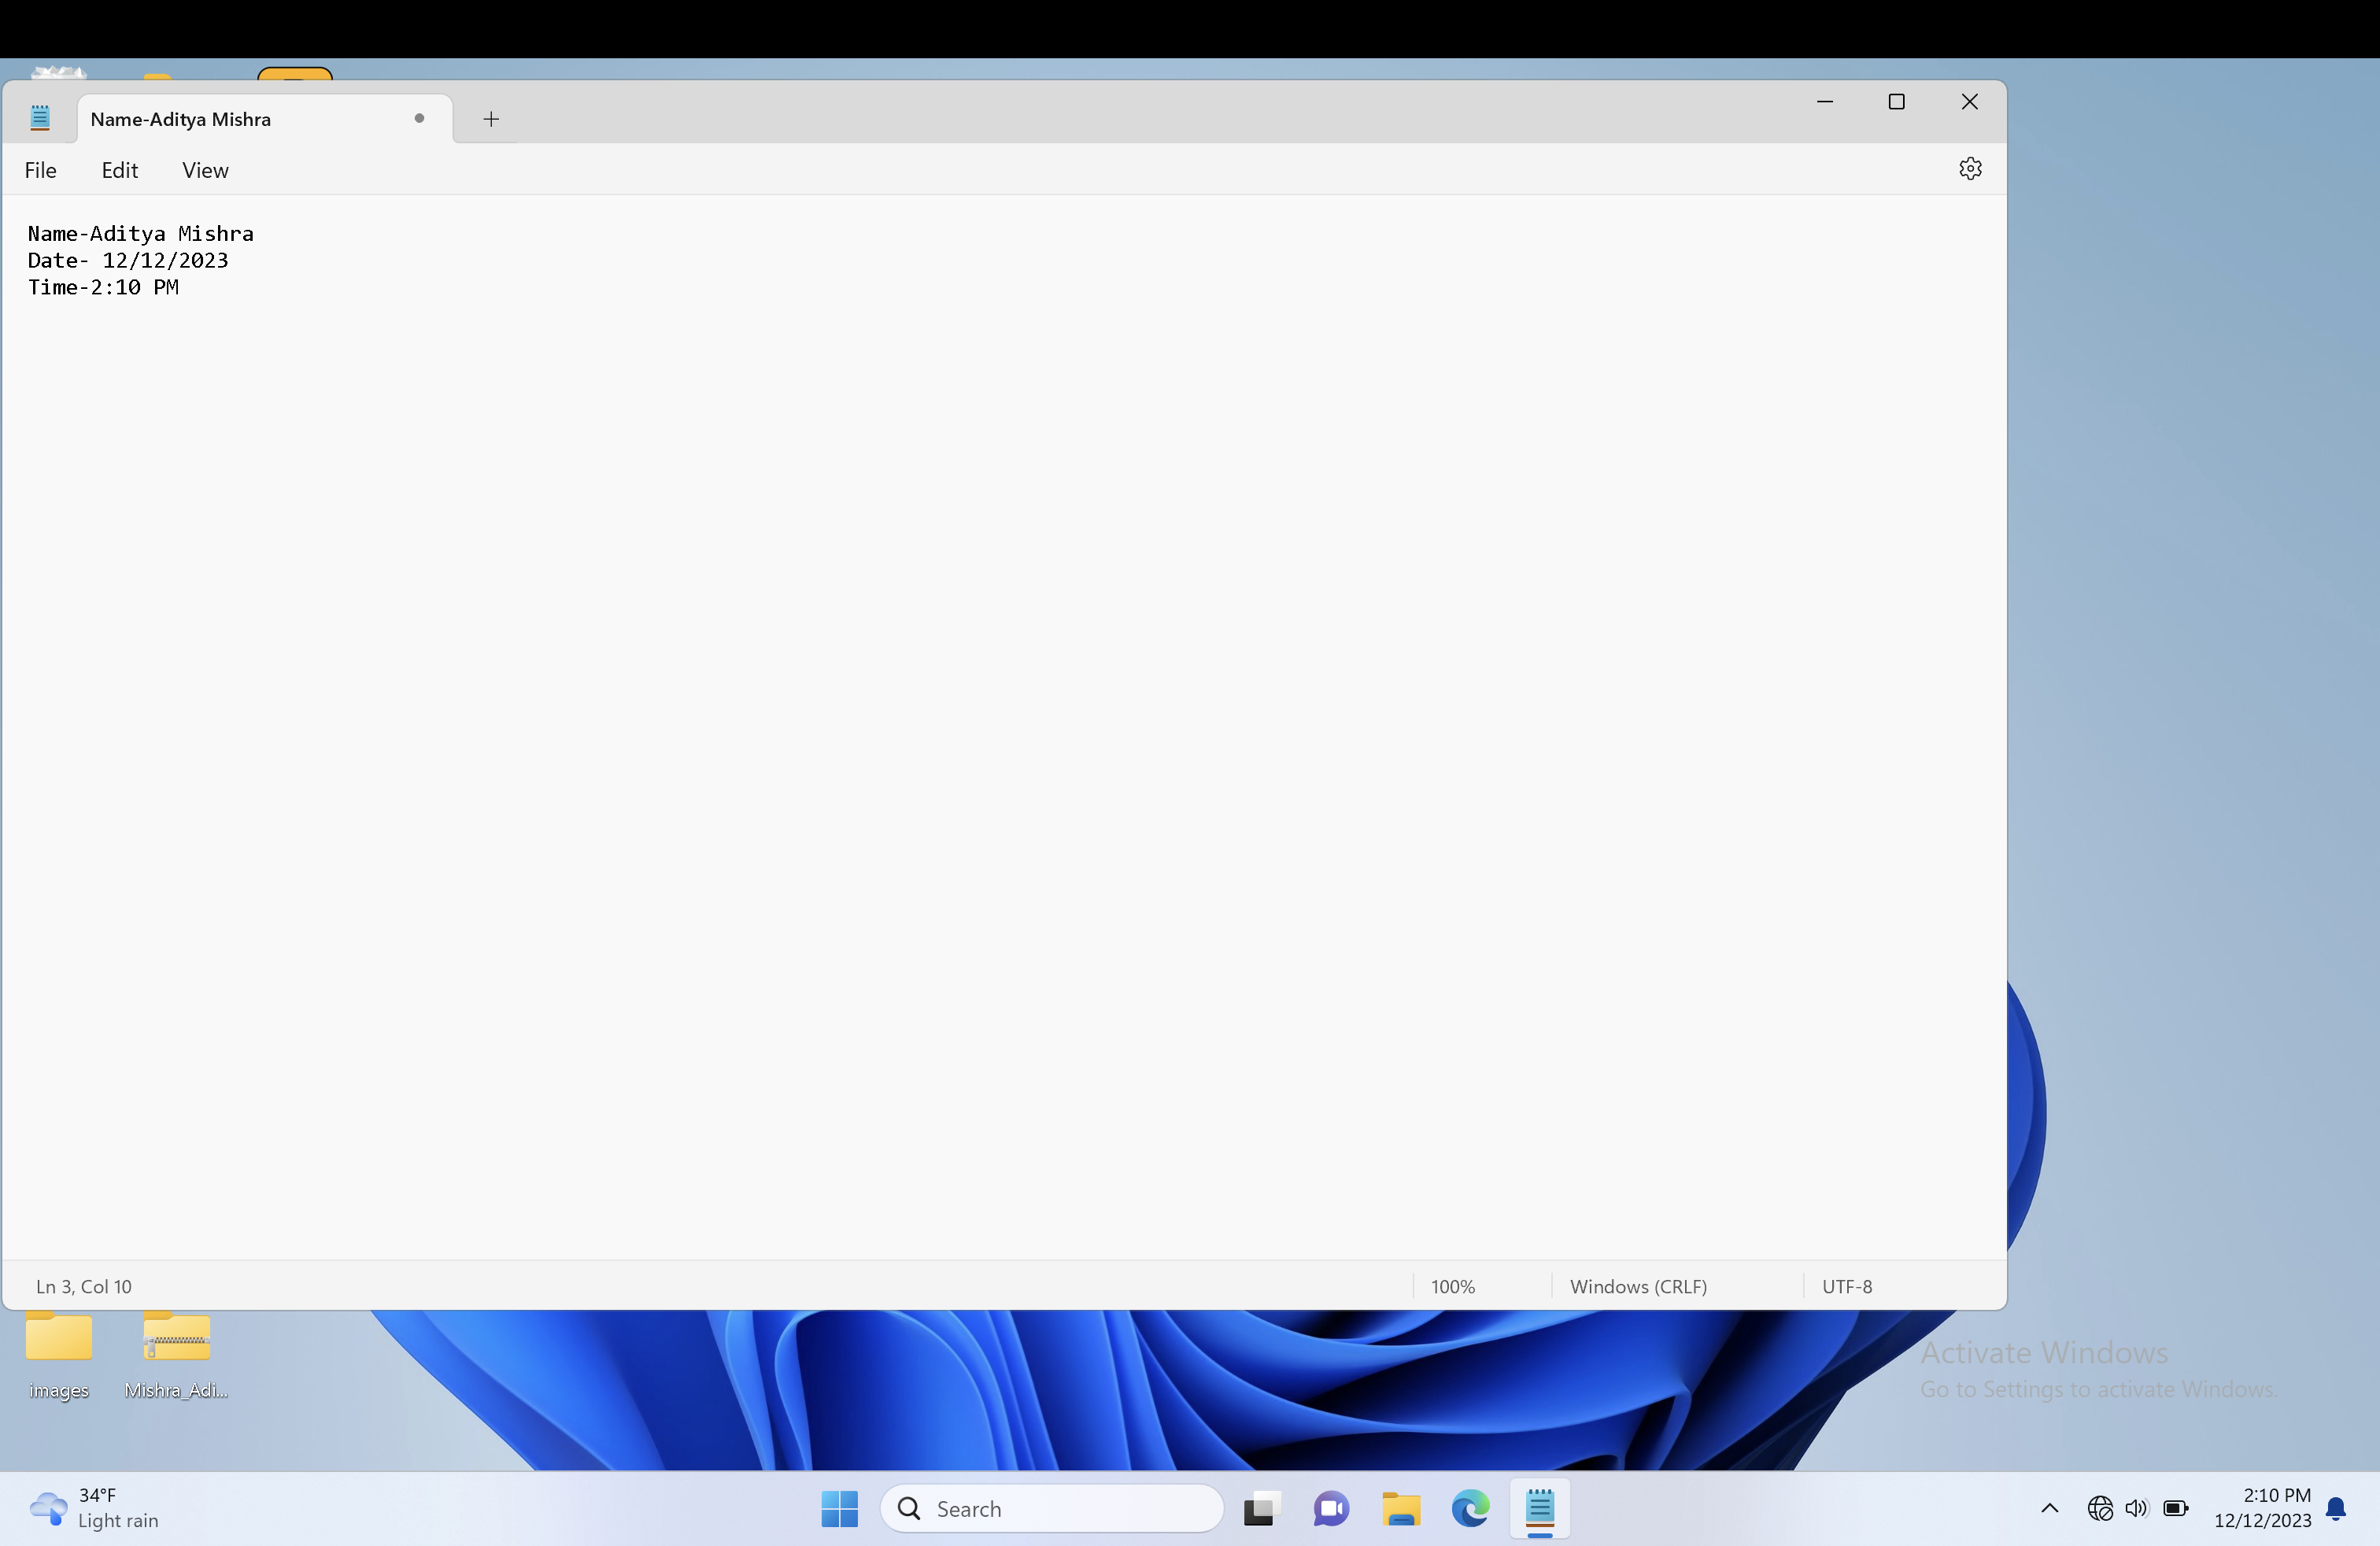 Name-Aditya Mishra
File Edit View
Name-Aditya Mishra
Date- 12/12/2023
Time-2:10 PM
Ln 3, Col 10 100% Windows (CRLF) UTF-8
images Mishra_Adi...
Activate Windows
Go to Settings to activate Windows.
34°F
Light rain
Search
2:10 PM
12/12/2023